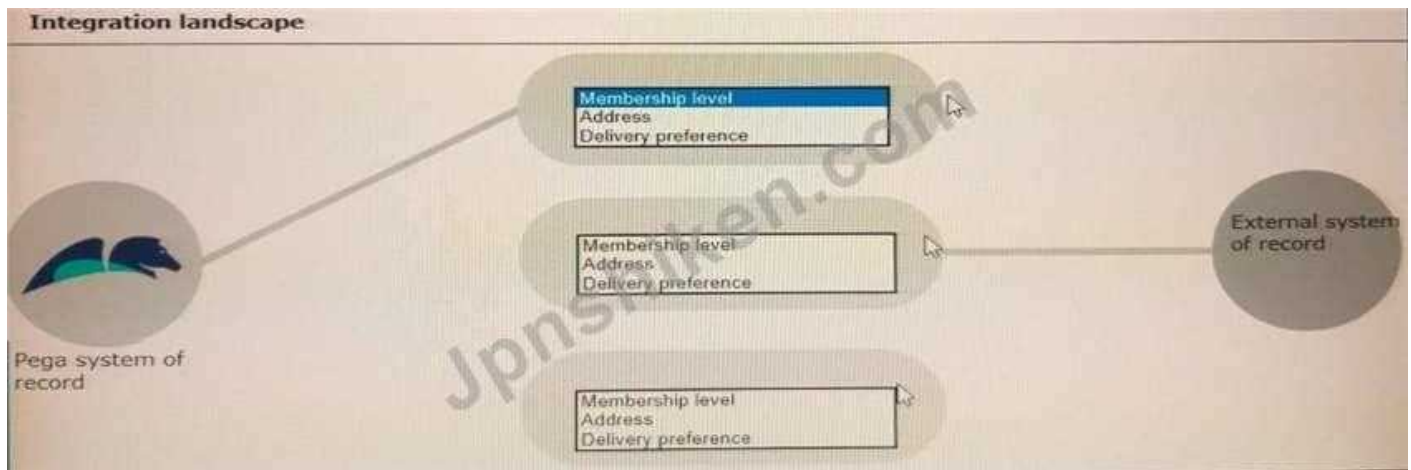 Integration landscape
Membership level
Address
Delivery preference
Membership level
Address
Delivery preference
External system
of record
Pega system of
record
Membership level
Address
Delivery preference
Jpnshiken.com